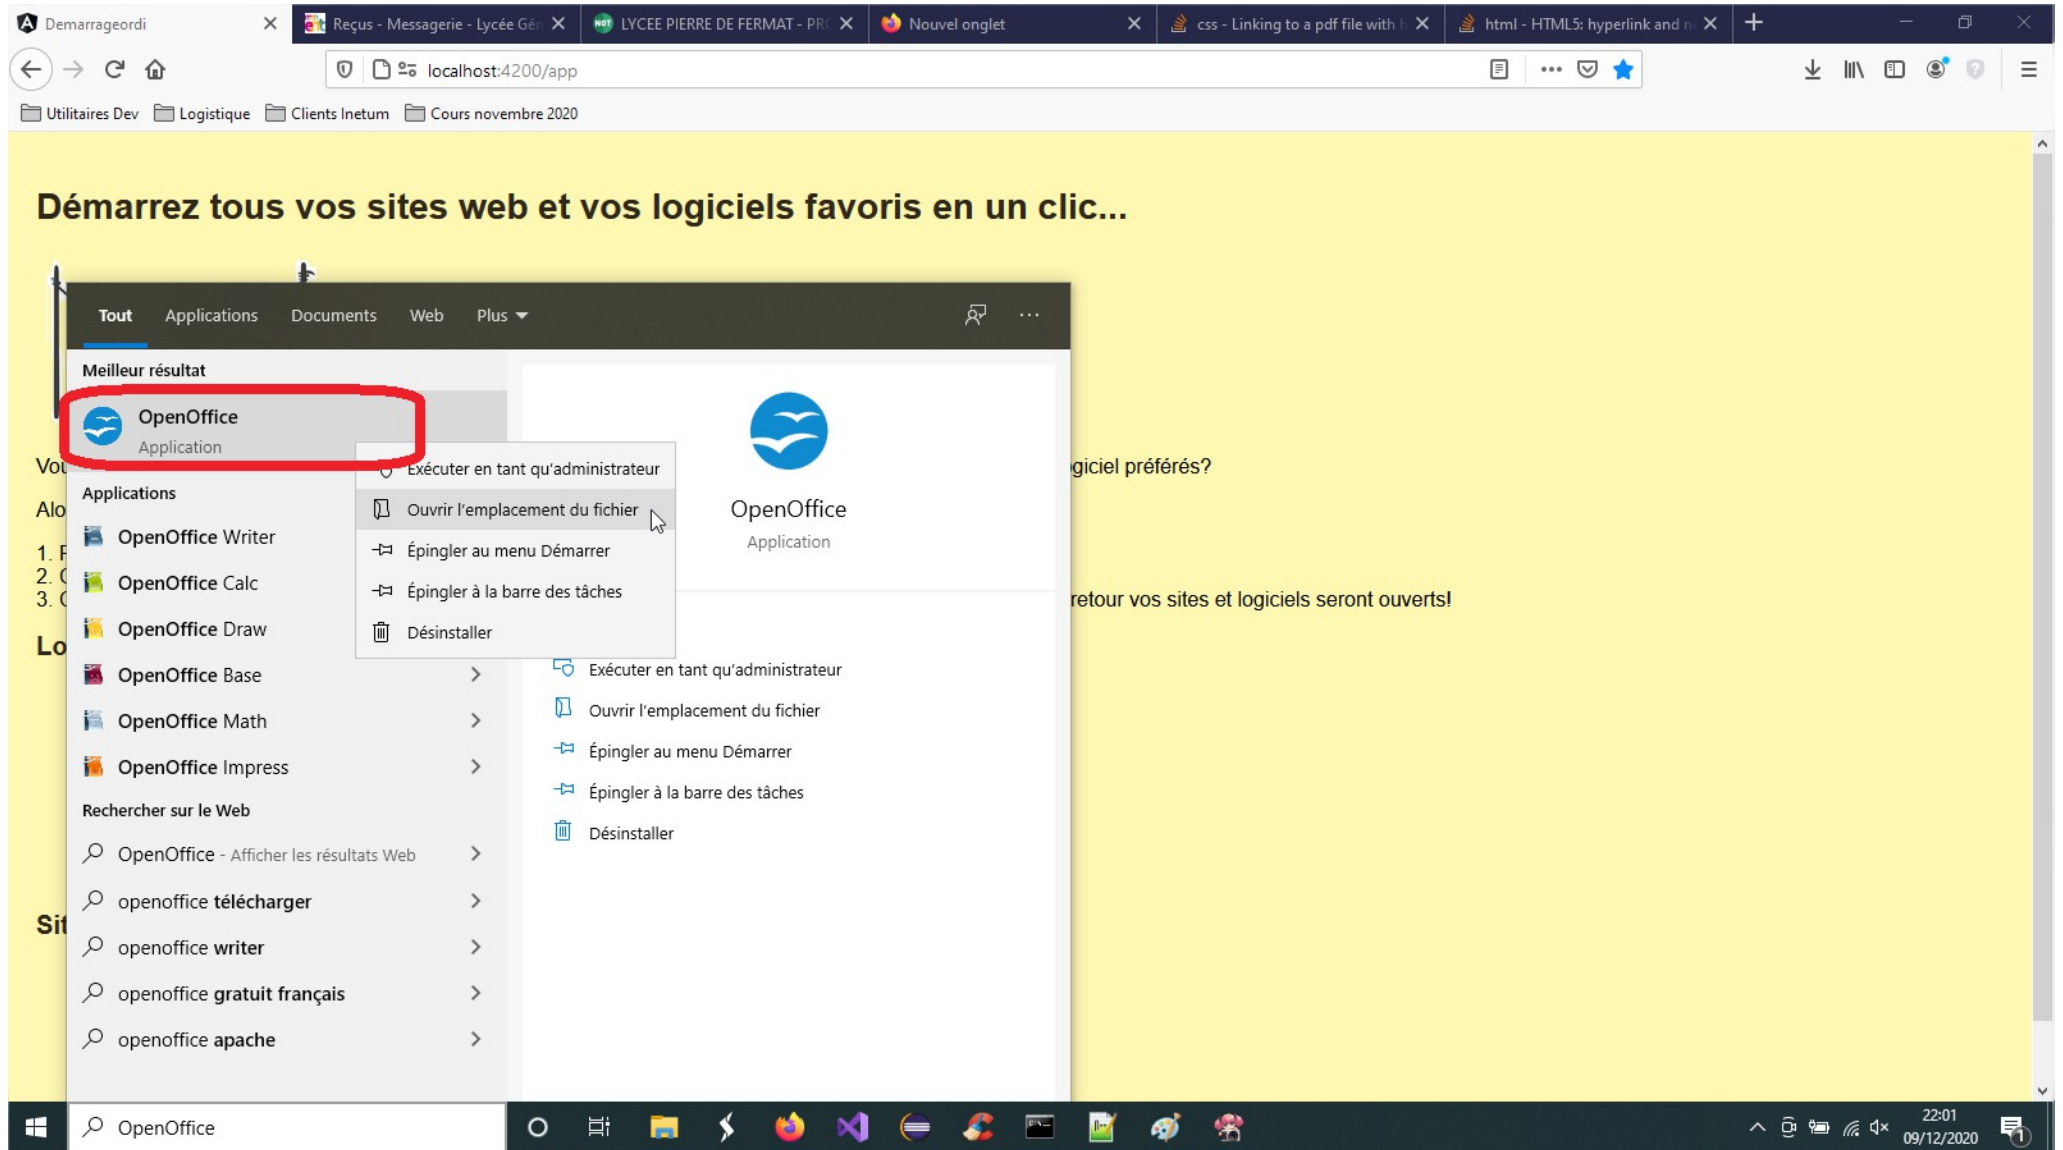 Demarrageordi
Reçus - Messagerie - Lycée Gén
LYCEE PIERRE DE FERMAT - PRO
Nouvel onglet
css - Linking to a pdf file with h
html - HTML5: hyperlink and n
localhost:4200/app
Utilitaires Dev
Logistique
Clients Inetum
Cours novembre 2020
Démarrez tous vos sites web et vos logiciels favoris en un clic...
Tout
Applications
Documents
Web
Plus
Meilleur résultat
OpenOffice
Application
Exécuter en tant qu'administrateur
Ouvrir l'emplacement du fichier
Épingler au menu Démarrer
Épingler à la barre des tâches
Désinstaller
Applications
OpenOffice Writer
OpenOffice Calc
OpenOffice Draw
OpenOffice Base
OpenOffice Math
OpenOffice Impress
Rechercher sur le Web
OpenOffice - Afficher les résultats Web
openoffice télécharger
openoffice writer
openoffice gratuit français
openoffice apache
OpenOffice
Application
Exécuter en tant qu'administrateur
Ouvrir l'emplacement du fichier
Épingler au menu Démarrer
Épingler à la barre des tâches
Désinstaller
Vou
ogiciel préférés?
Alo
1.
2.
3.
retour vos sites et logiciels seront ouverts!
Lo
Sit
OpenOffice
22:01
09/12/2020
1